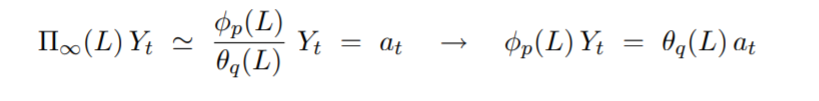 Π∞(L) Yt ≃ ϕp(L) / θq(L) Yt = at → ϕp(L) Yt = θq(L) at